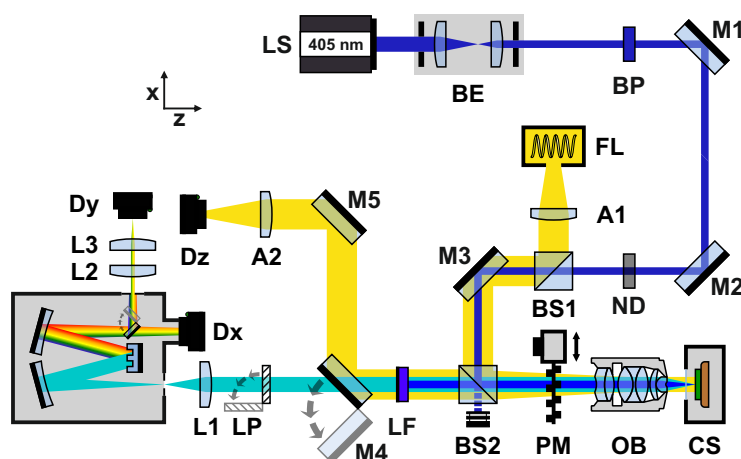 M1
LS
405 nm
BE
BP
x
z
FL
Dy
M5
A1
L3
Dz
A2
M3
L2
BS1
ND
M2
Dx
L1
LP
M4
LF
BS2
PM
OB
CS